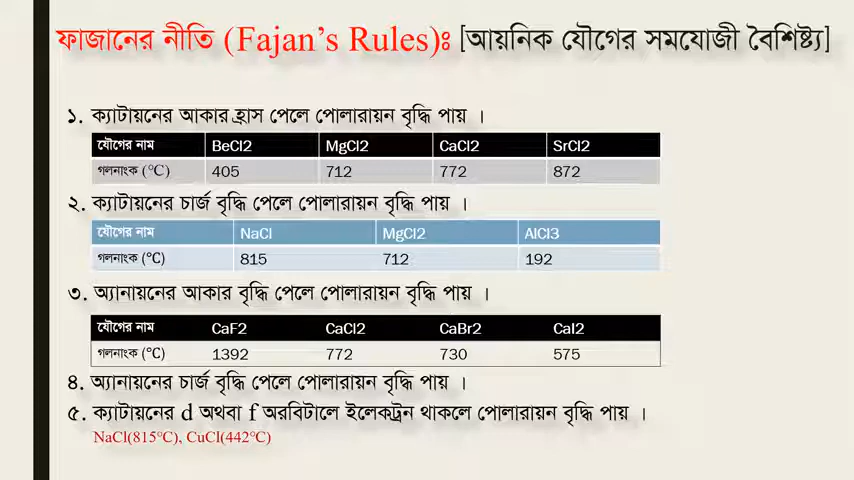 ফাজানের নীতি (Fajan’s Rules)ঃ [আয়নিক যৌগের সমযোজী বৈশিষ্ট্য]
১. ক্যাটায়নের আকার হ্রাস পেলে পোলারায়ন বৃদ্ধি পায় ।
যৌগের নাম BeCl2 MgCl2 CaCl2 SrCl2
গলনাংক (°C) 405 712 772 872
২. ক্যাটায়নের চার্জ বৃদ্ধি পেলে পোলারায়ন বৃদ্ধি পায় ।
যৌগের নাম NaCl MgCl2 AlCl3
গলনাংক (°C) 815 712 192
৩. অ্যানায়নের আকার বৃদ্ধি পেলে পোলারায়ন বৃদ্ধি পায় ।
যৌগের নাম CaF2 CaCl2 CaBr2 CaI2
গলনাংক (°C) 1392 772 730 575
৪. অ্যানায়নের চার্জ বৃদ্ধি পেলে পোলারায়ন বৃদ্ধি পায় ।
৫. ক্যাটায়নের d অথবা f অরবিটালে ইলেকট্রন থাকলে পোলারায়ন বৃদ্ধি পায় ।
NaCl(815°C), CuCl(442°C)